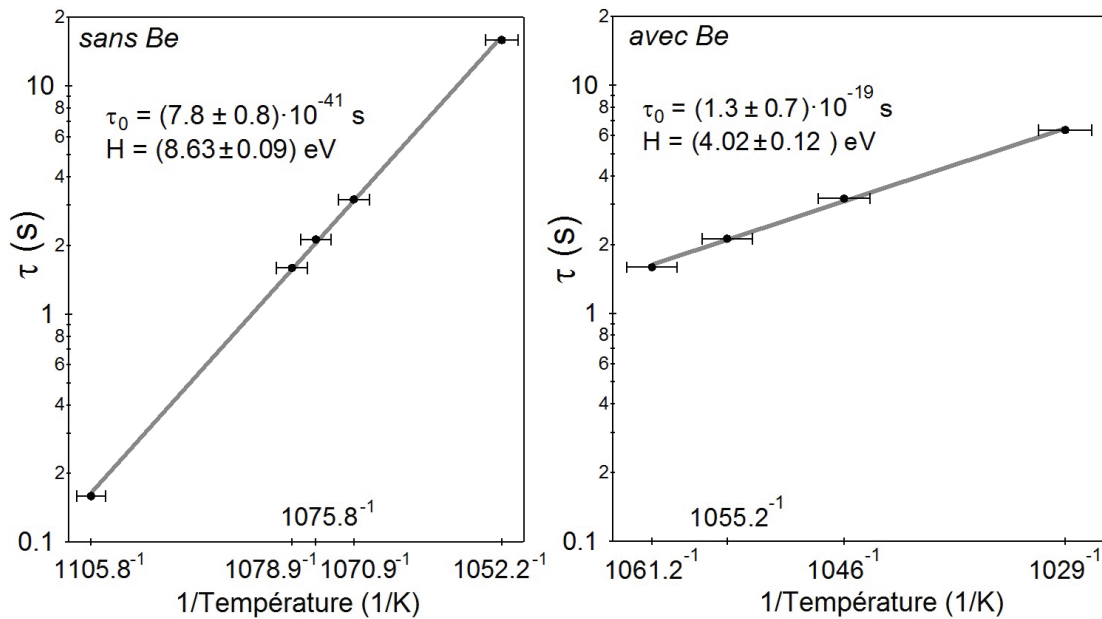 sans Be
τ0 = (7.8 ± 0.8)·10-41 s
H = (8.63±0.09) eV
τ (s)
2
10
8
6
4
2
1
8
6
4
2
0.1
1075.8-1
1105.8-1 1078.9-1 1070.9-1 1052.2-1
1/Température (1/K)
avec Be
τ0 = (1.3 ± 0.7)·10-19 s
H = (4.02±0.12 ) eV
τ (s)
2
10
8
6
4
2
1
8
6
4
2
0.1
1055.2-1
1061.2-1 1046-1 1029-1
1/Température (1/K)